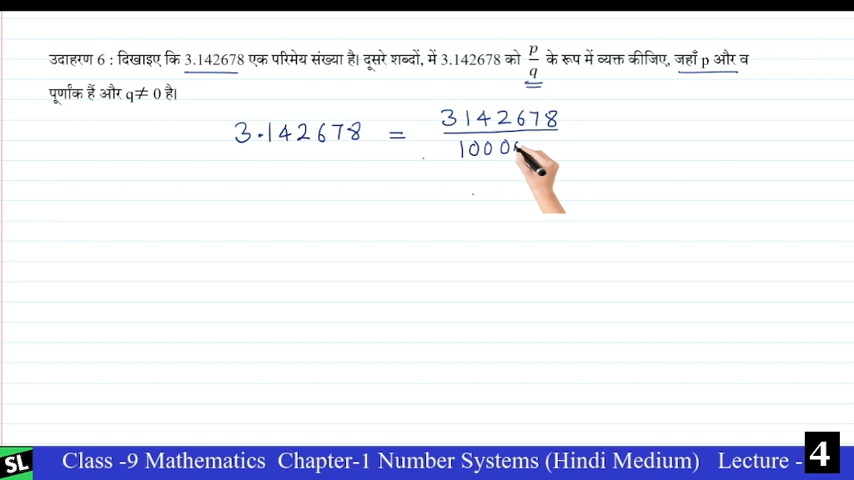 उदाहरण 6 : दिखाइए कि 3.142678 एक परिमेय संख्या है। दूसरे शब्दों, में 3.142678 को p/q के रूप में व्यक्त कीजिए, जहाँ p और व
पूर्णांक हैं और q≠ 0 है।
3.142678 = 3142678/1000
SL Class -9 Mathematics Chapter-1 Number Systems (Hindi Medium) Lecture - 4